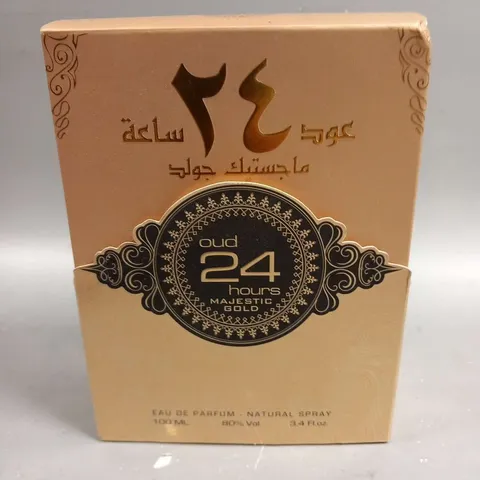 عود ٢٤ ساعة
ماجستيك جولد
oud
24
hours
MAJESTIC
GOLD
EAU DE PARFUM - NATURAL SPRAY
100 ML 80% Vol 3.4 Fl oz